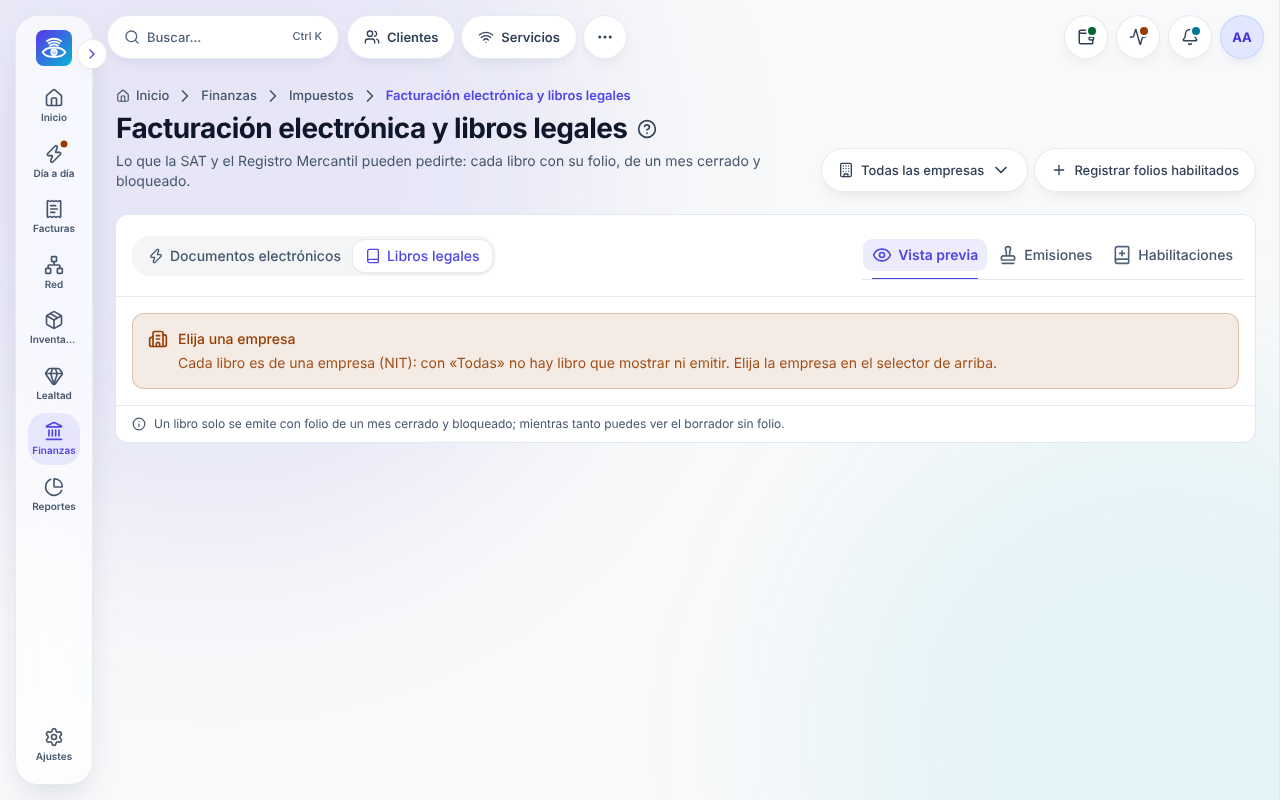 Buscar...
Ctrl K
Clientes
Servicios
AA
Inicio
Día a día
Facturas
Red
Inventa...
Lealtad
Finanzas
Reportes
Ajustes
Inicio
Finanzas
Impuestos
Facturación electrónica y libros legales
Facturación electrónica y libros legales
Lo que la SAT y el Registro Mercantil pueden pedirte: cada libro con su folio, de un mes cerrado y
bloqueado.
Todas las empresas
Registrar folios habilitados
Documentos electrónicos
Libros legales
Vista previa
Emisiones
Habilitaciones
Elija una empresa
Cada libro es de una empresa (NIT): con «Todas» no hay libro que mostrar ni emitir. Elija la empresa en el selector de arriba.
Un libro solo se emite con folio de un mes cerrado y bloqueado; mientras tanto puedes ver el borrador sin folio.